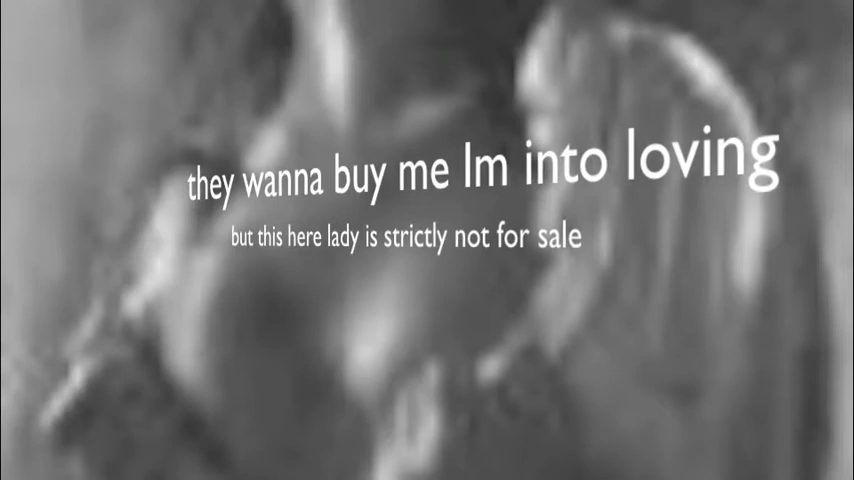 they wanna buy me Im into loving
but this here lady is strictly not for sale